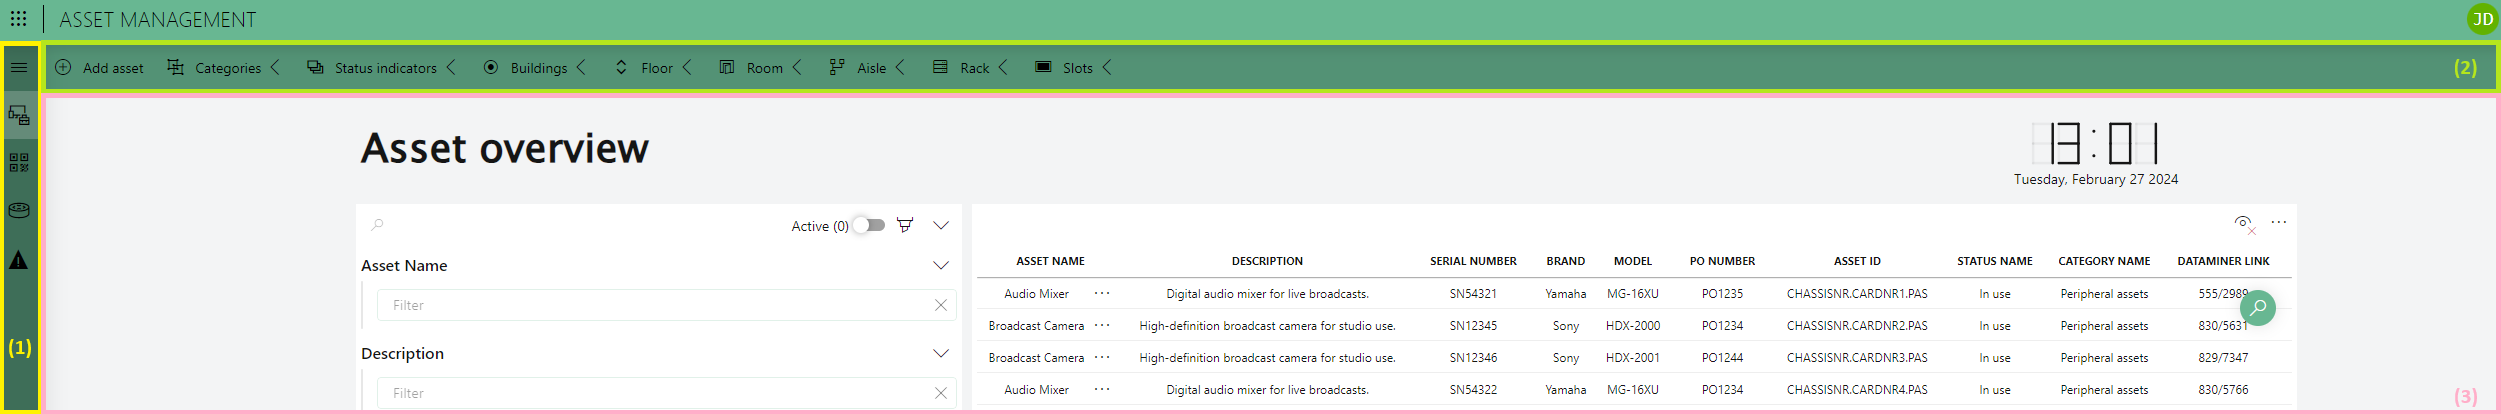 ASSET MANAGEMENT
JD
Add asset Categories Status indicators Buildings Floor Room Aisle Rack Slots (2)
Asset overview
13:01
Tuesday, February 27 2024
Active (0)
Asset Name
Filter
Description
Filter
(1)
ASSET NAME DESCRIPTION SERIAL NUMBER BRAND MODEL PO NUMBER ASSET ID STATUS NAME CATEGORY NAME DATAMINER LINK
Audio Mixer ... Digital audio mixer for live broadcasts. SN54321 Yamaha MG-16XU PO1235 CHASSISNR.CARDNR1.PAS In use Peripheral assets 555/2989
Broadcast Camera ... High-definition broadcast camera for studio use. SN12345 Sony HDX-2000 PO1234 CHASSISNR.CARDNR2.PAS In use Peripheral assets 830/5631
Broadcast Camera ... High-definition broadcast camera for studio use. SN12346 Sony HDX-2001 PO1244 CHASSISNR.CARDNR3.PAS In use Peripheral assets 829/7347
Audio Mixer ... Digital audio mixer for live broadcasts. SN54322 Yamaha MG-16XU PO1234 CHASSISNR.CARDNR4.PAS In use Peripheral assets 830/5766
(3)